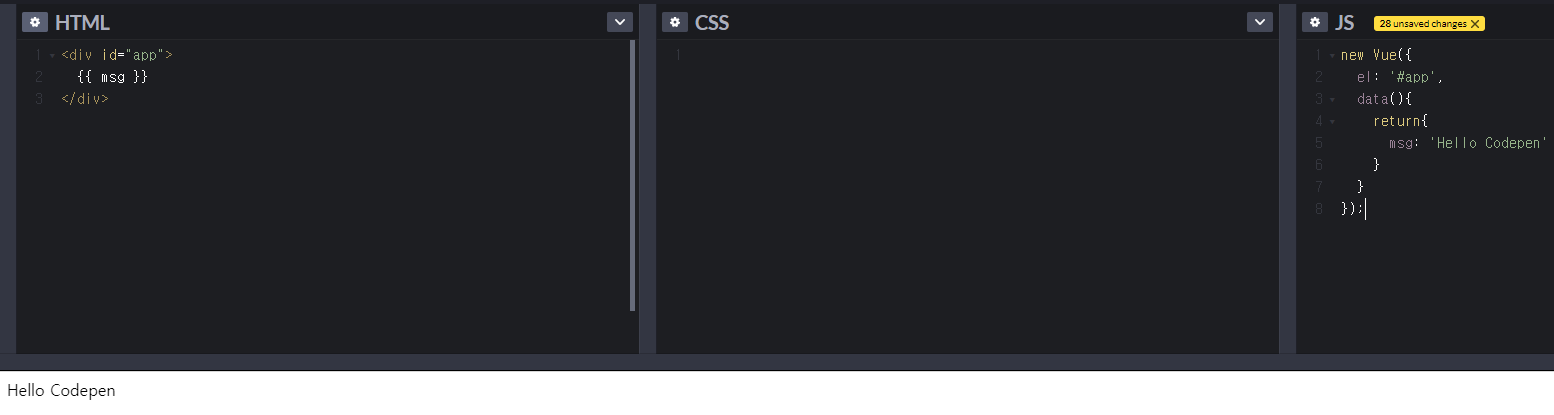 HTML
1 <div id="app">
2 {{ msg }}
3 </div>
CSS
1
JS 28 unsaved changes
1 new Vue({
2 el: '#app',
3 data(){
4 return{
5 msg: 'Hello Codepen'
6 }
7 }
8 });
Hello Codepen